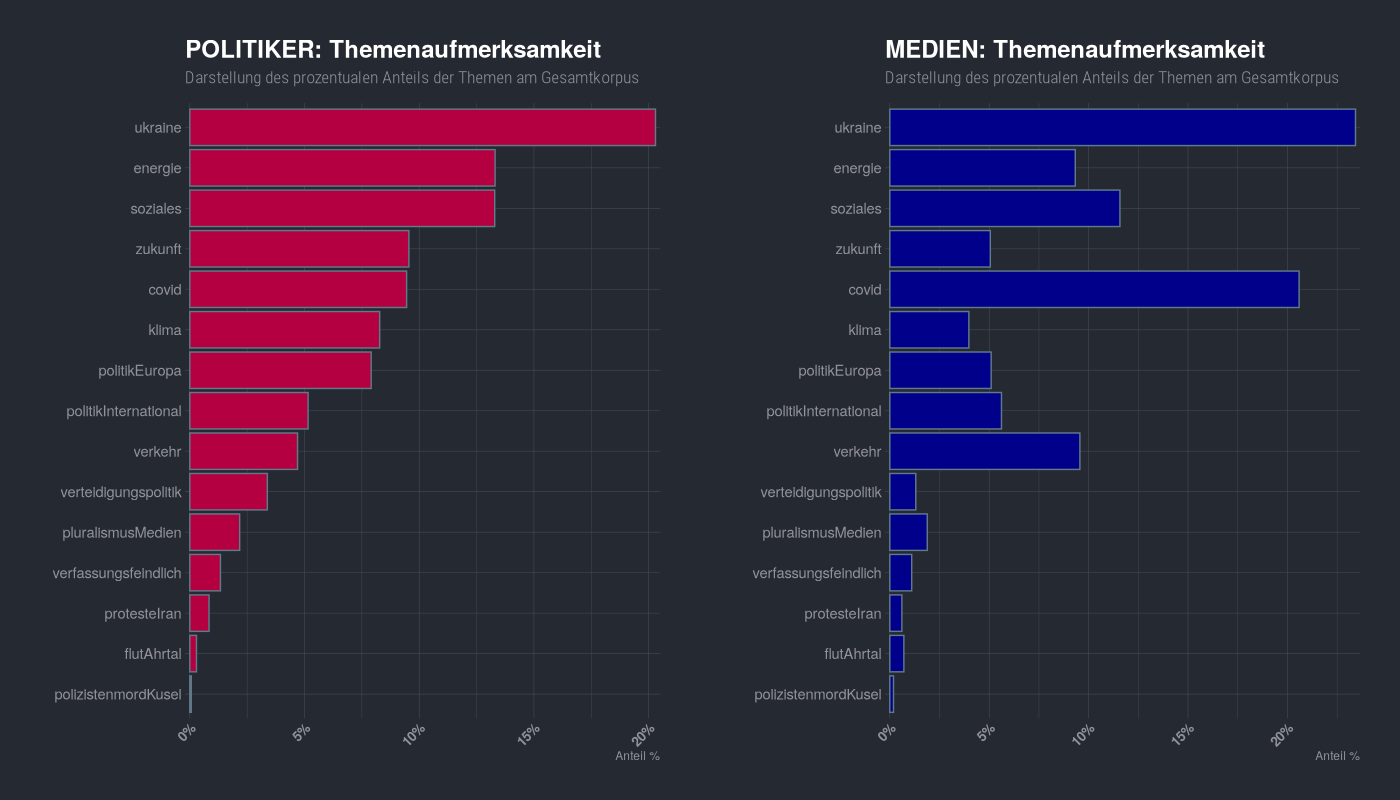 POLITIKER: Themenaufmerksamkeit
Darstellung des prozentualen Anteils der Themen am Gesamtkorpus
ukraine
energie
soziales
zukunft
covid
klima
politikEuropa
politikInternational
verkehr
verteidigungspolitik
pluralismusMedien
verfassungsfeindlich
protesteIran
flutAhrtal
polizistenmordKusel
0%
5%
10%
15%
20%
Anteil %
MEDIEN: Themenaufmerksamkeit
Darstellung des prozentualen Anteils der Themen am Gesamtkorpus
ukraine
energie
soziales
zukunft
covid
klima
politikEuropa
politikInternational
verkehr
verteidigungspolitik
pluralismusMedien
verfassungsfeindlich
protesteIran
flutAhrtal
polizistenmordKusel
0%
5%
10%
15%
20%
Anteil %